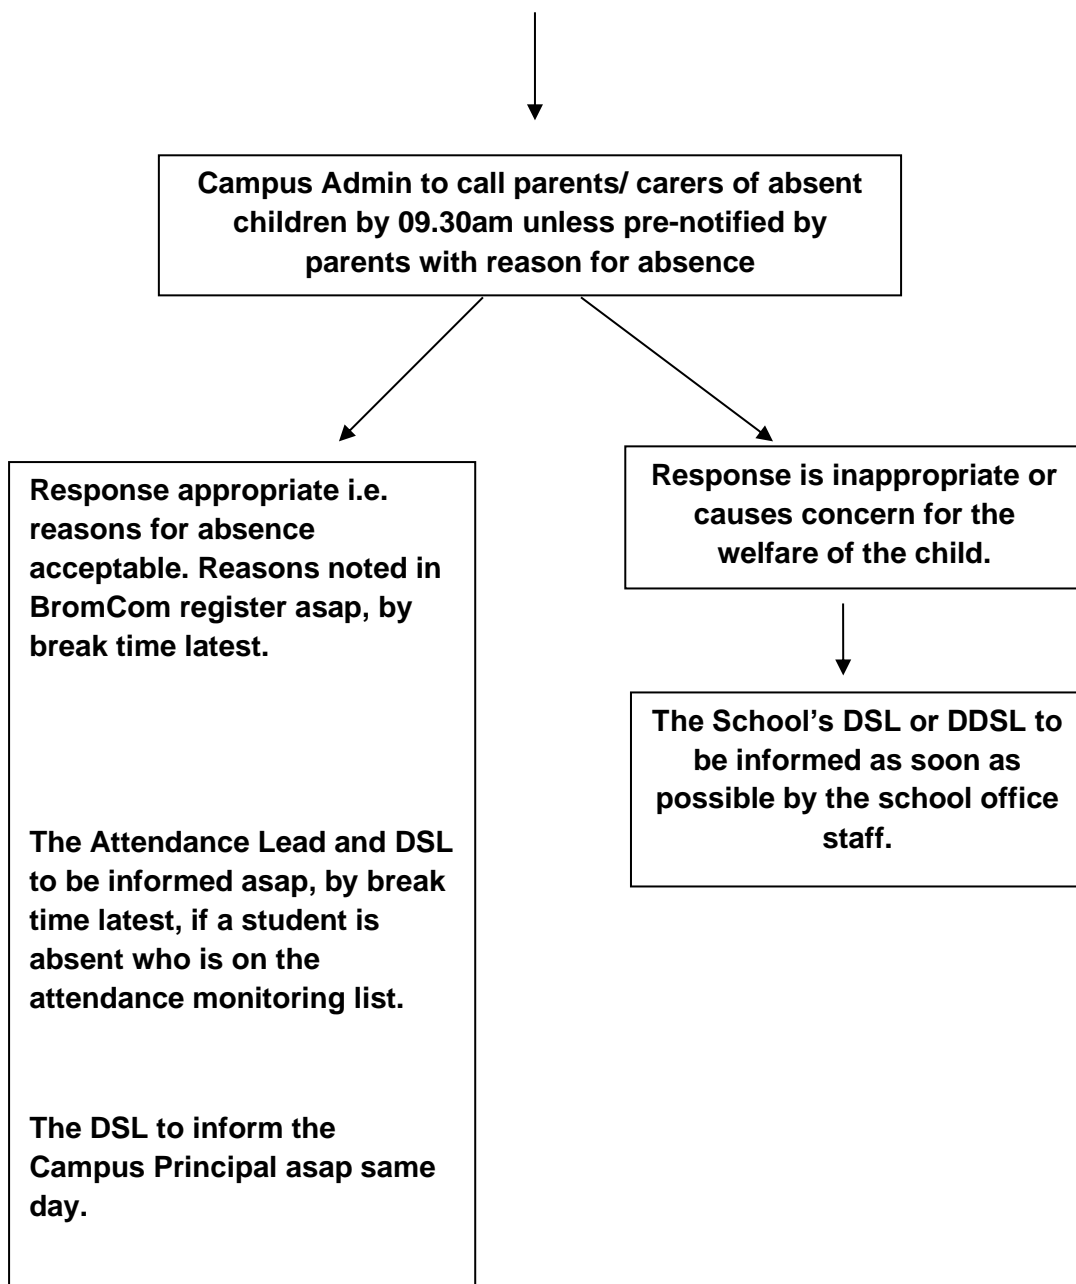 Campus Admin to call parents/ carers of absent
children by 09.30am unless pre-notified by
parents with reason for absence
Response appropriate i.e.
reasons for absence
acceptable. Reasons noted in
BromCom register asap, by
break time latest.
The Attendance Lead and DSL
to be informed asap, by break
time latest, if a student is
absent who is on the
attendance monitoring list.
The DSL to inform the
Campus Principal asap same
day.
Response is inappropriate or
causes concern for the
welfare of the child.
The School’s DSL or DDSL to
be informed as soon as
possible by the school office
staff.